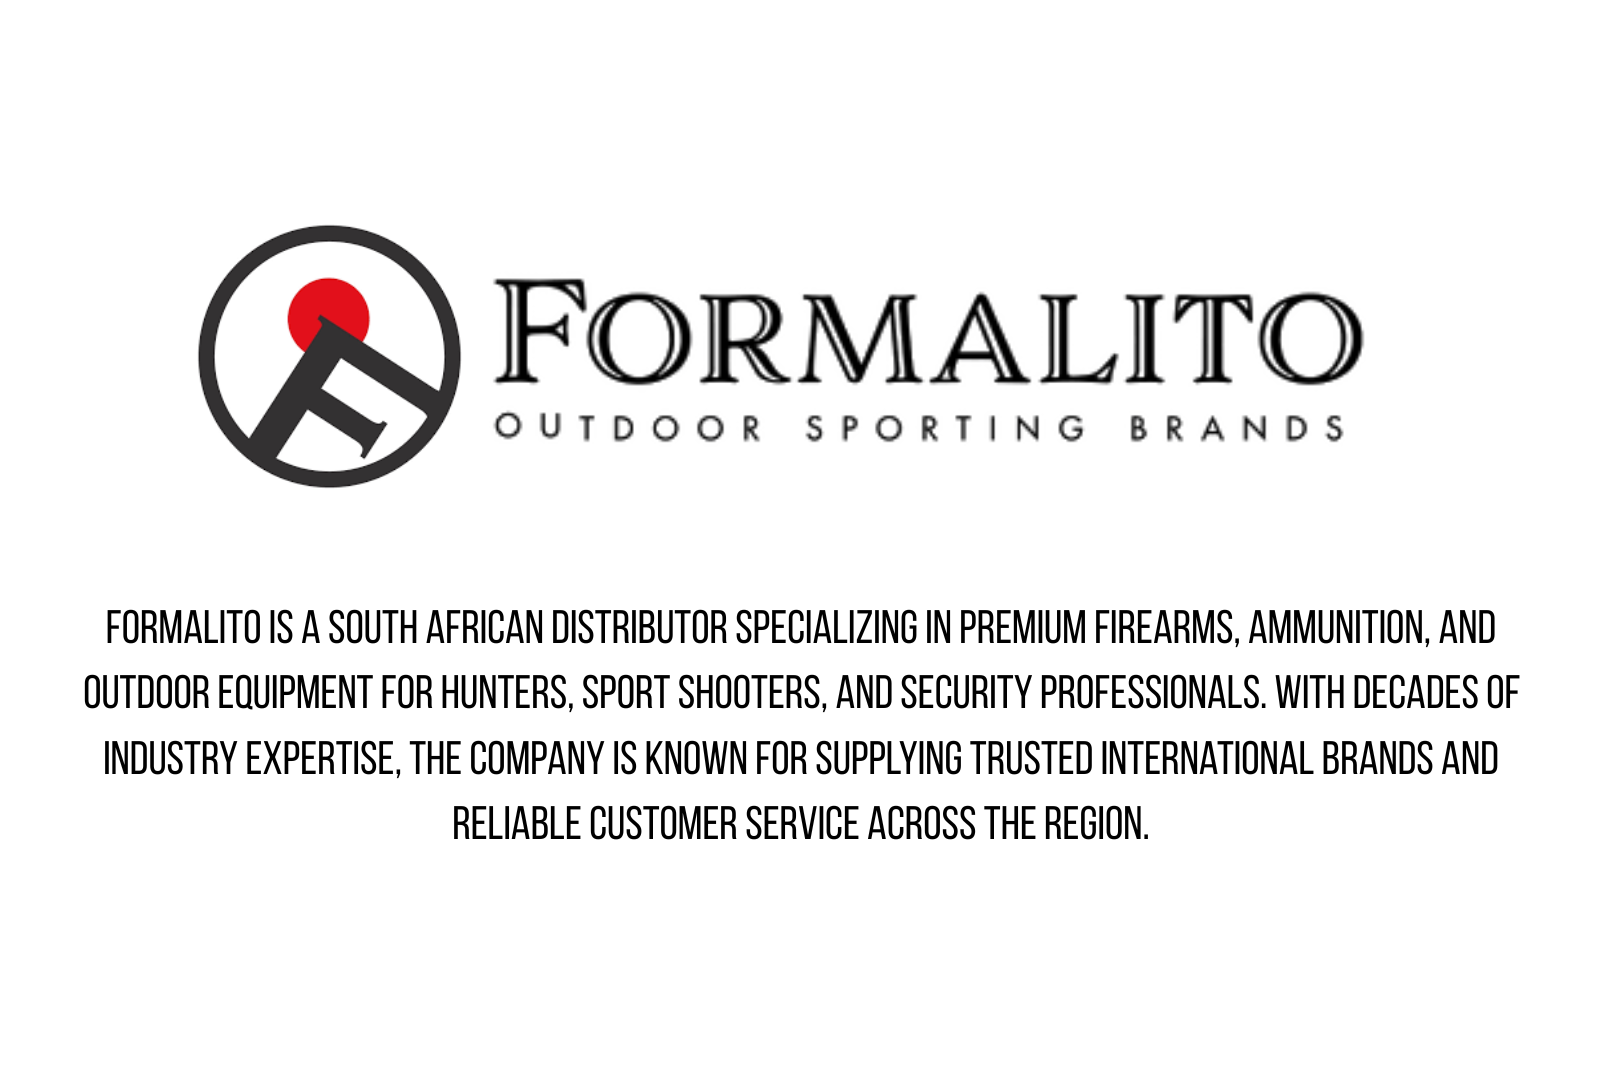 FORMALITO
OUTDOOR SPORTING BRANDS
FORMALITO IS A SOUTH AFRICAN DISTRIBUTOR SPECIALIZING IN PREMIUM FIREARMS, AMMUNITION, AND
OUTDOOR EQUIPMENT FOR HUNTERS, SPORT SHOOTERS, AND SECURITY PROFESSIONALS. WITH DECADES OF
INDUSTRY EXPERTISE, THE COMPANY IS KNOWN FOR SUPPLYING TRUSTED INTERNATIONAL BRANDS AND
RELIABLE CUSTOMER SERVICE ACROSS THE REGION.